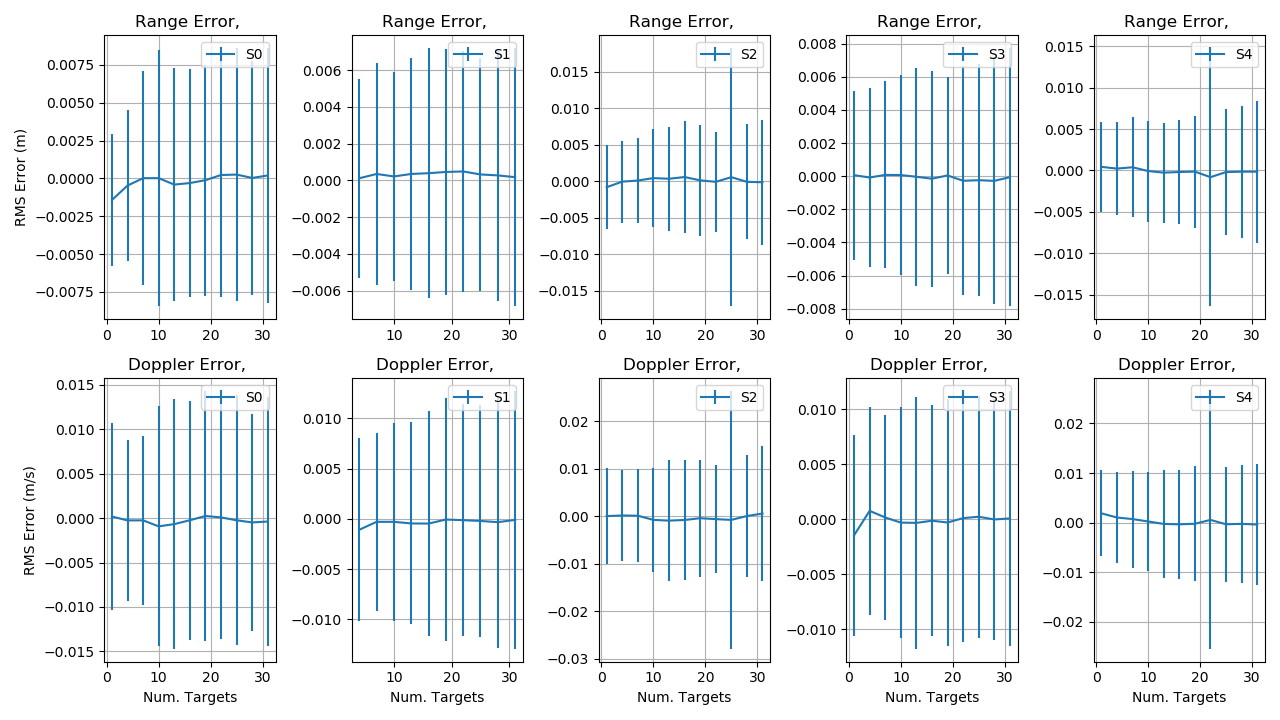 Range Error, Range Error, Range Error, Range Error, Range Error,
RMS Error (m)
S0
0.0075
0.0050
0.0025
0.0000
−0.0025
−0.0050
−0.0075
0 10 20 30
S1
0.006
0.004
0.002
0.000
−0.002
−0.004
−0.006
10 20 30
S2
0.015
0.010
0.005
0.000
−0.005
−0.010
−0.015
0 10 20 30
S3
0.008
0.006
0.004
0.002
0.000
−0.002
−0.004
−0.006
−0.008
0 10 20 30
S4
0.015
0.010
0.005
0.000
−0.005
−0.010
−0.015
0 10 20 30
Doppler Error, Doppler Error, Doppler Error, Doppler Error, Doppler Error,
RMS Error (m/s)
S0
0.015
0.010
0.005
0.000
−0.005
−0.010
−0.015
0 10 20 30
Num. Targets
S1
0.010
0.005
0.000
−0.005
−0.010
10 20 30
Num. Targets
S2
0.02
0.01
0.00
−0.01
−0.02
−0.03
0 10 20 30
Num. Targets
S3
0.010
0.005
0.000
−0.005
−0.010
0 10 20 30
Num. Targets
S4
0.02
0.01
0.00
−0.01
−0.02
0 10 20 30
Num. Targets